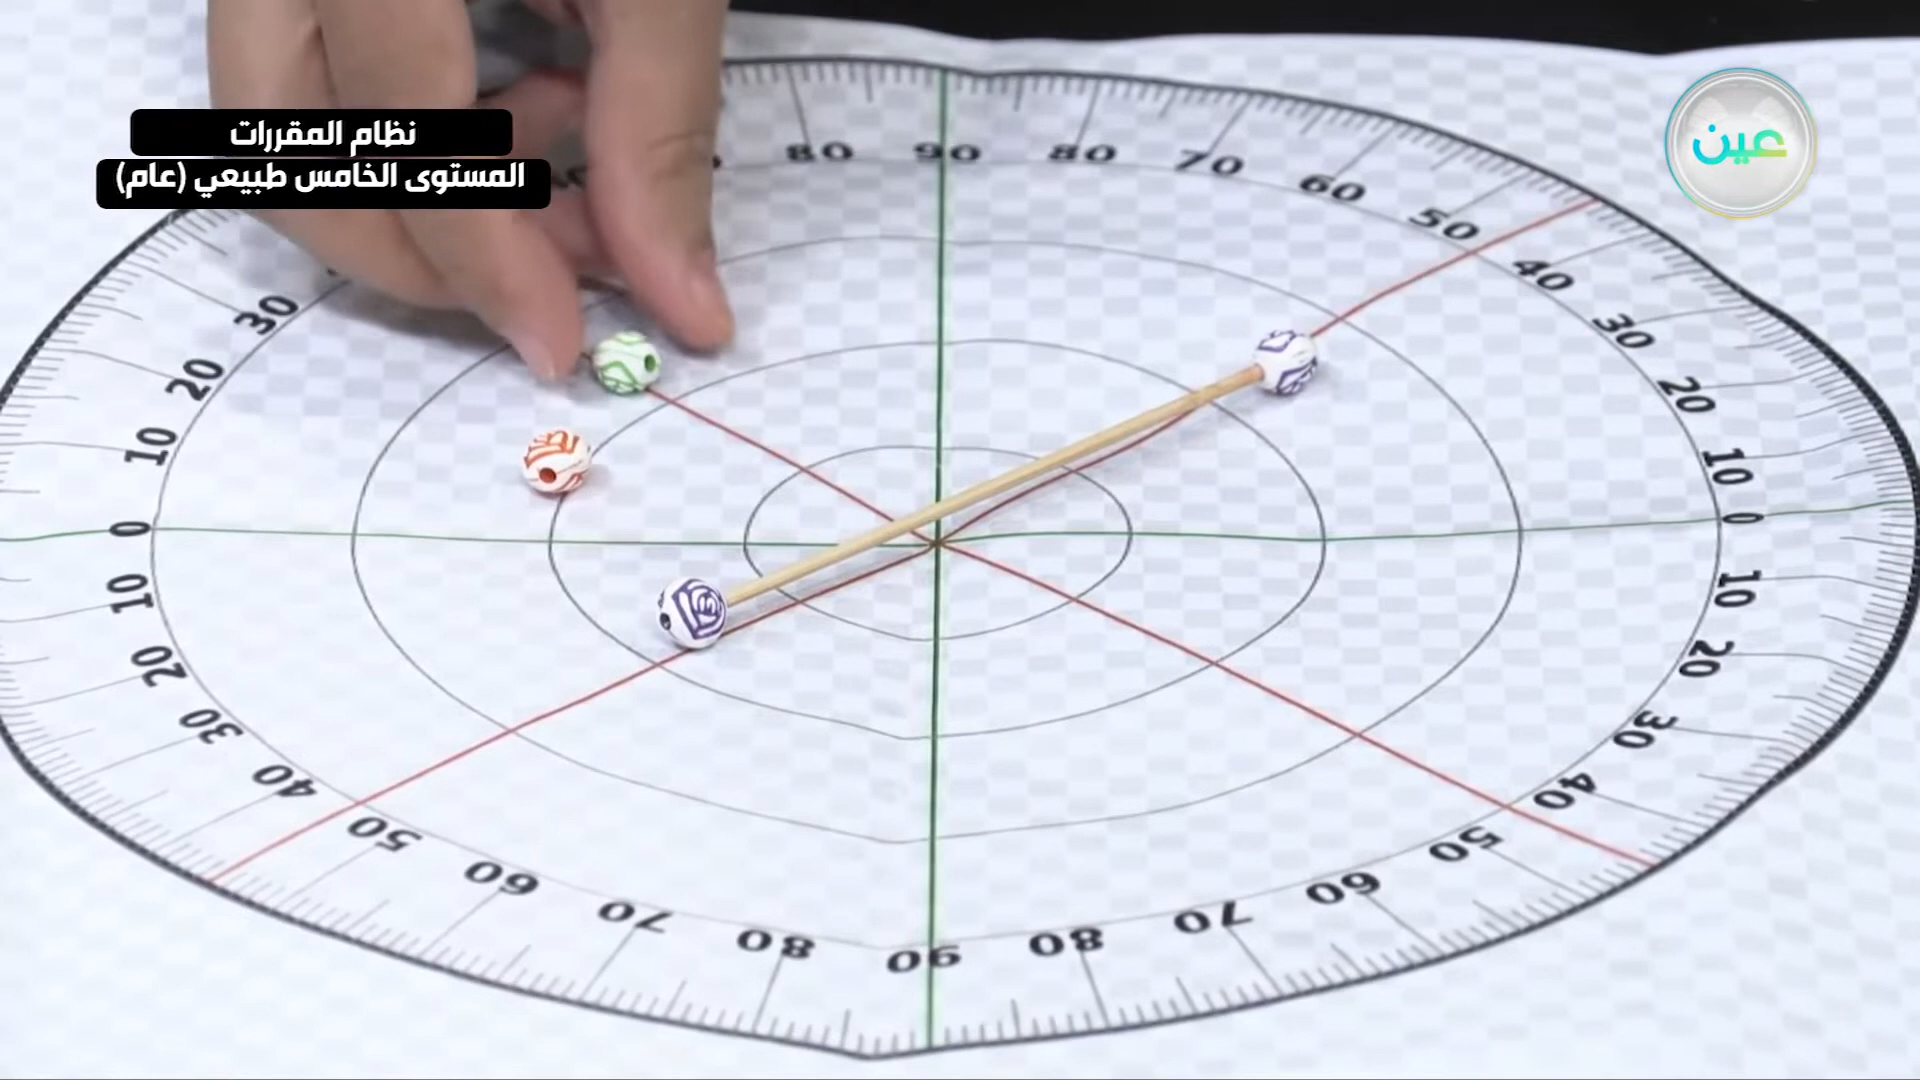 نظام المقررات
المستوى الخامس طبيعي (عام)
عين
80 90 80 70 60 50 40 30 20 10 0 10 20 30 40 50 60 70 80 90 80 70 60 50 40 30 20 10 0 10 20 30